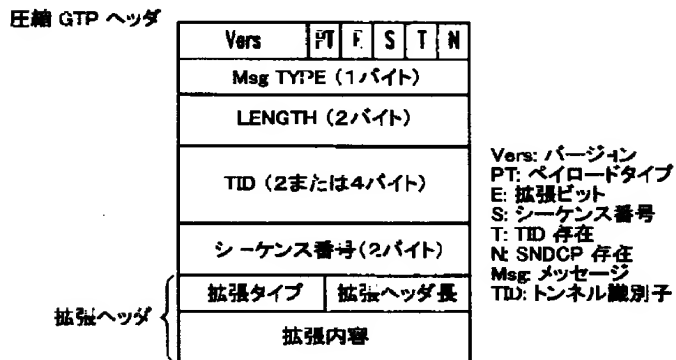 圧縮 GTP ヘッダ
Vers PT E S T N
Msg TYPE (1バイト)
LENGTH (2バイト)
TID (2または4バイト)
シーケンス番号(2バイト)
拡張タイプ 拡張ヘッダ長
拡張内容
拡張ヘッダ
Vers: バージョン
PT: ペイロードタイプ
E: 拡張ビット
S: シーケンス番号
T: TID 存在
N: SNDCP 存在
Msg: メッセージ
TID: トンネル識別子